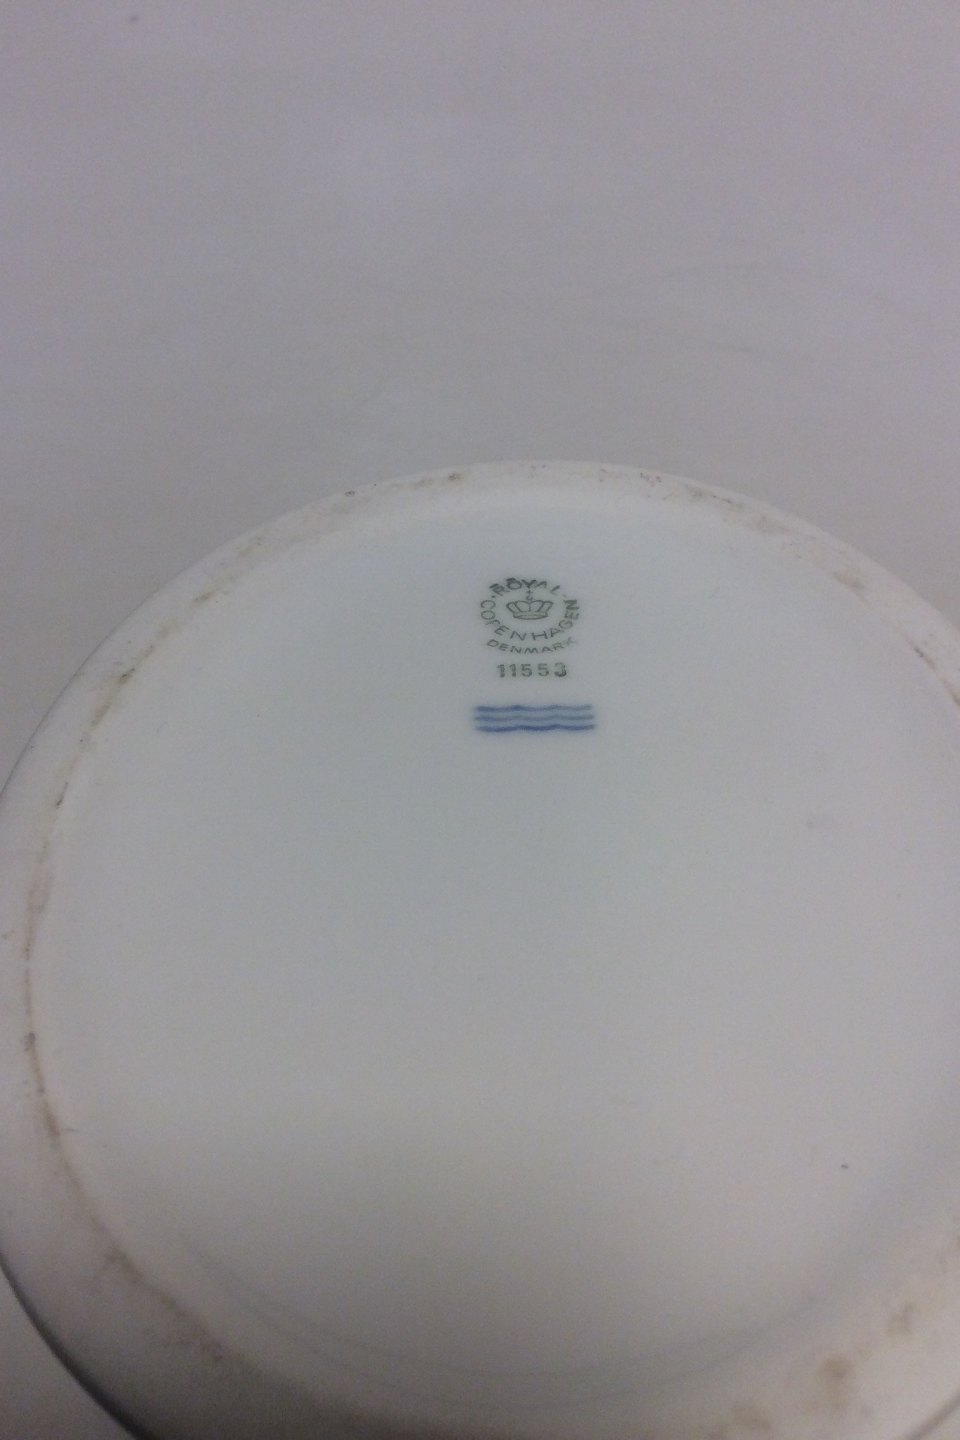 ROYAL
COPENHAGEN
DENMARK
11553